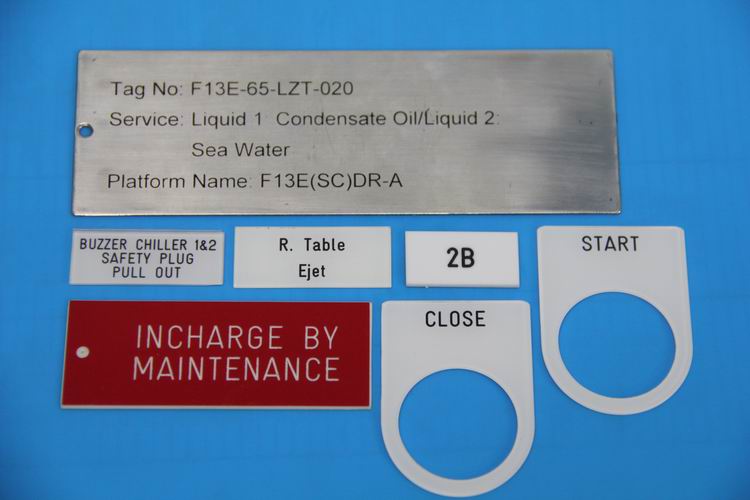 Tag No: F13E-65-LZT-020
Service: Liquid 1 Condensate Oil/Liquid 2:
Sea Water
Platform Name: F13E(SC)DR-A
BUZZER CHILLER 1&2
SAFETY PLUG
PULL OUT
R. Table
Ejet
2B
START
INCHARGE BY
MAINTENANCE
CLOSE